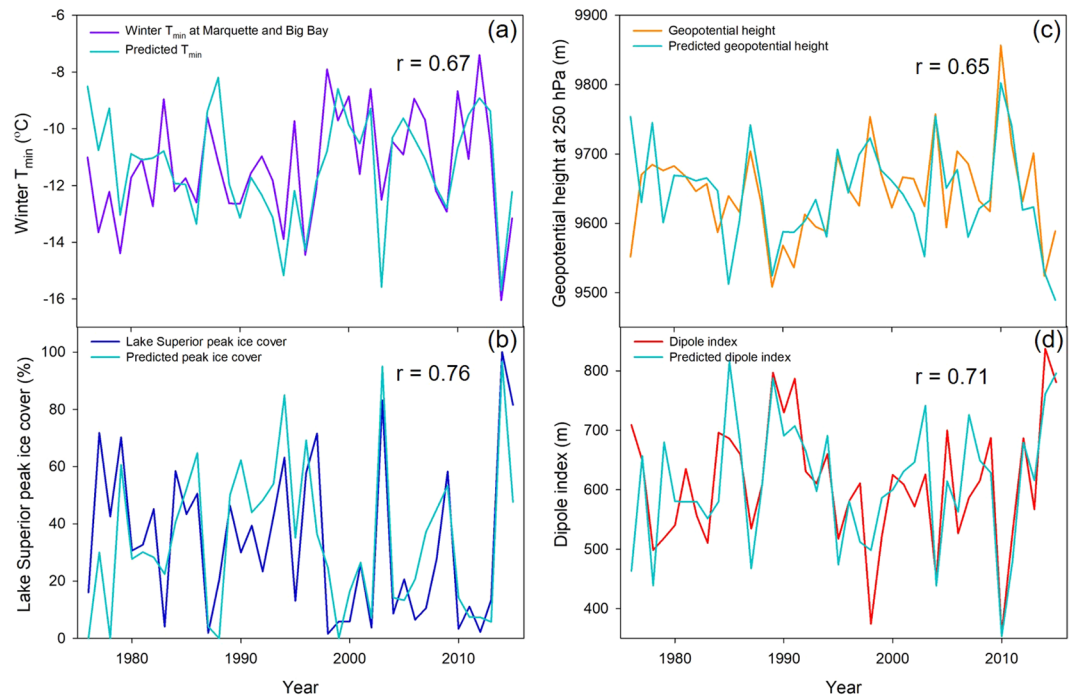 (a)
Winter Tmin at Marquette and Big Bay
Predicted Tmin
r = 0.67
-6
-8
-10
-12
-14
-16
Winter Tmin (ºC)
(c)
Geopotential height
Predicted geopotential height
r = 0.65
9900
9800
9700
9600
9500
Geopotential height at 250 hPa (m)
(b)
Lake Superior peak ice cover
Predicted peak ice cover
r = 0.76
100
80
60
40
20
0
Lake Superior peak ice cover (%)
1980 1990 2000 2010
Year
(d)
Dipole index
Predicted dipole index
r = 0.71
800
700
600
500
400
Dipole index (m)
1980 1990 2000 2010
Year